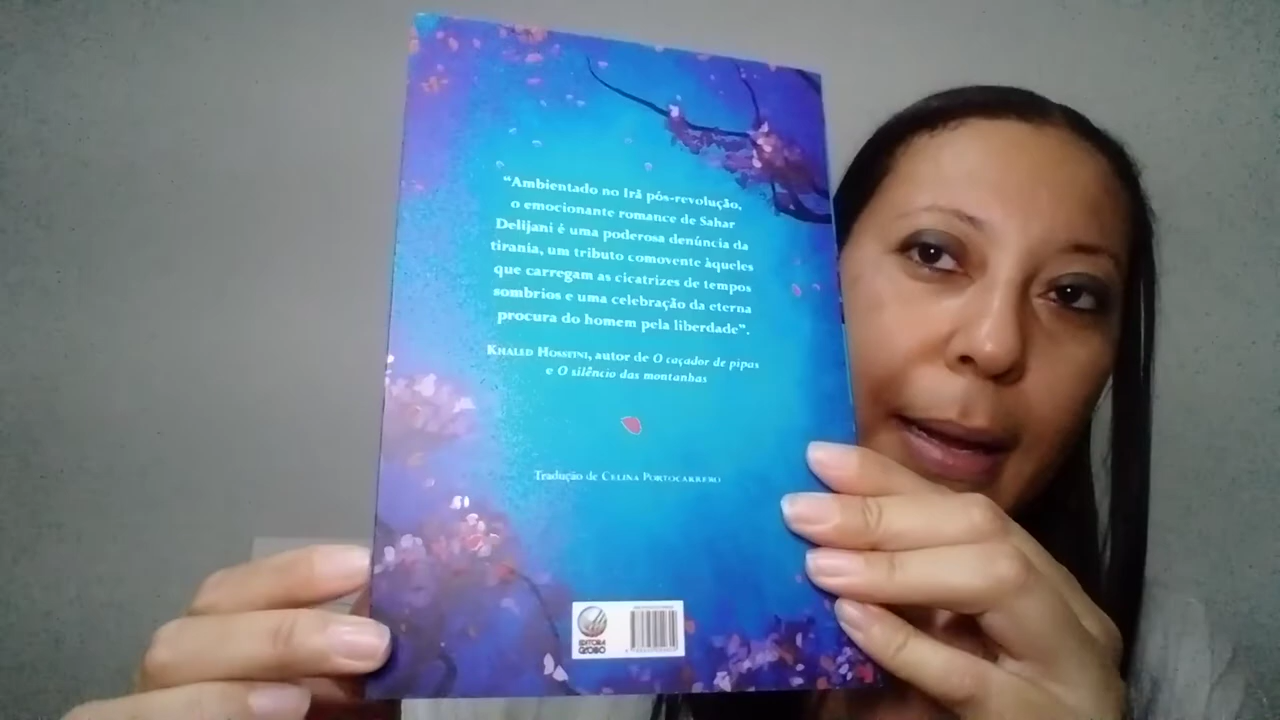 “Ambientado no Irã pós-revolução,
o emocionante romance de Sahar
Delijani é uma poderosa denúncia da
tirania, um tributo comovente àqueles
que carregam as cicatrizes de tempos
sombrios e uma celebração da eterna
procura do homem pela liberdade”.
KHALED HOSSEINI, autor de O caçador de pipas
e O silêncio das montanhas
Tradução de CELINA PORTOCARRERO
EDITORA
GLOBO